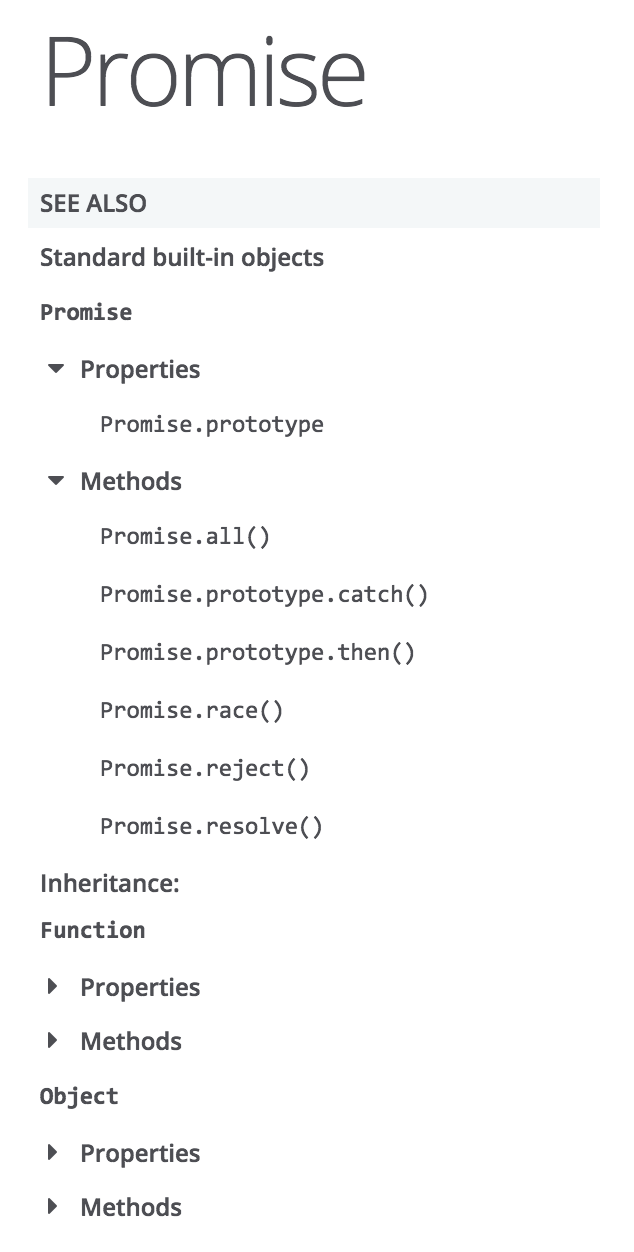 Promise
SEE ALSO
Standard built-in objects
Promise
Properties
Promise.prototype
Methods
Promise.all()
Promise.prototype.catch()
Promise.prototype.then()
Promise.race()
Promise.reject()
Promise.resolve()
Inheritance:
Function
Properties
Methods
Object
Properties
Methods